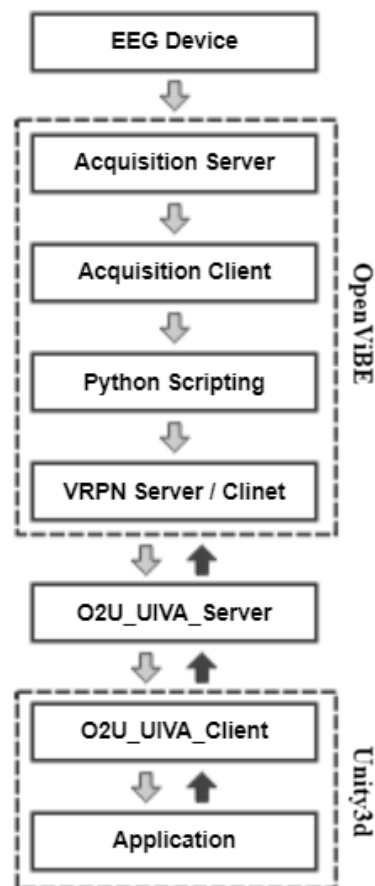 EEG Device
Acquisition Server
Acquisition Client
Python Scripting
VRPN Server / Clinet
OpenViBE
O2U_UIVA_Server
O2U_UIVA_Client
Application
Unity3d